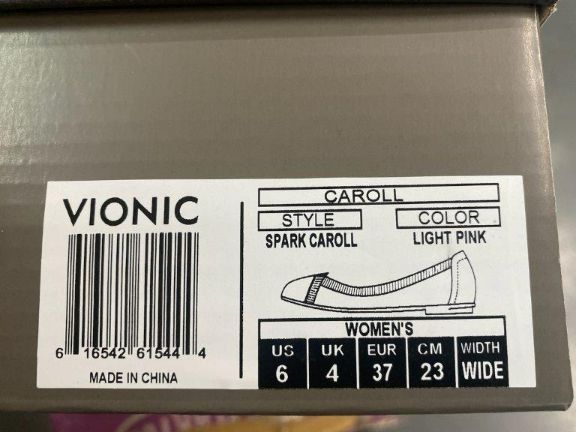 VIONIC
6 16542 61544 4
MADE IN CHINA
CAROLL
STYLE COLOR
SPARK CAROLL LIGHT PINK
WOMEN'S
US UK EUR CM WIDTH
6 4 37 23 WIDE